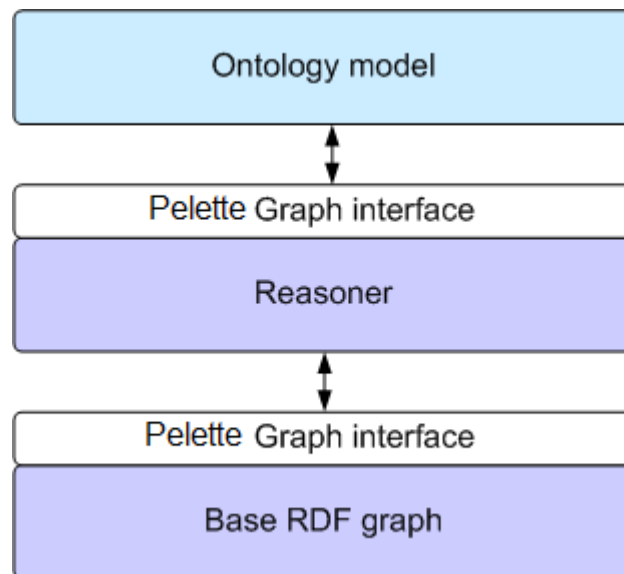 Ontology model
Pelette Graph interface
Reasoner
Pelette Graph interface
Base RDF graph